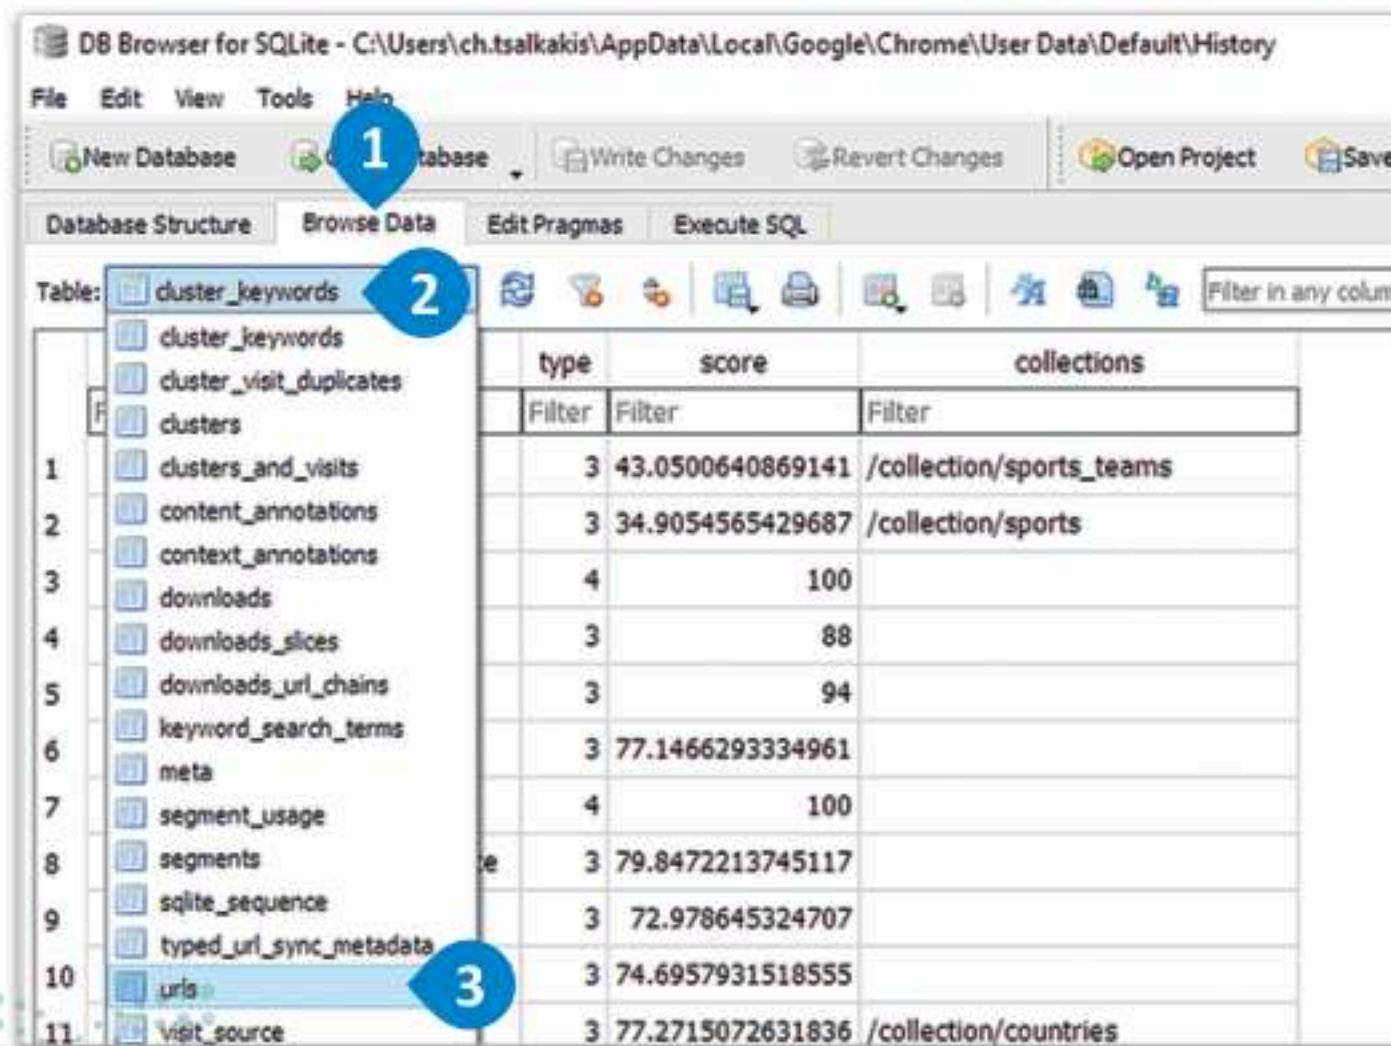 DB Browser for SQLite - C:\Users\ch.tsalkakis\AppData\Local\Google\Chrome\User Data\Default\History
File Edit View Tools Help
1
New Database tabase Write Changes Revert Changes Open Project Save
Database Structure Browse Data Edit Pragmas Execute SQL
Table: cluster_keywords 2 Filter in any colum
cluster_keywords
type score collections
cluster_visit_duplicates
Filter Filter Filter
clusters
1 clusters_and_visits 3 43.0500640869141 /collection/sports_teams
2 content_annotations 3 34.9054565429687 /collection/sports
context_annotations
3 downloads 4 100
4 downloads_slices 3 88
5 downloads_url_chains 3 94
keyword_search_terms
6 3 77.1466293334961
meta
7 segment_usage 4 100
8 segments 3 79.8472213745117
sqlite_sequence
9 3 72.978645324707
typed_url_sync_metadata
10 urls 3 3 74.6957931518555
11 visit_source 3 77.2715072631836 /collection/countries